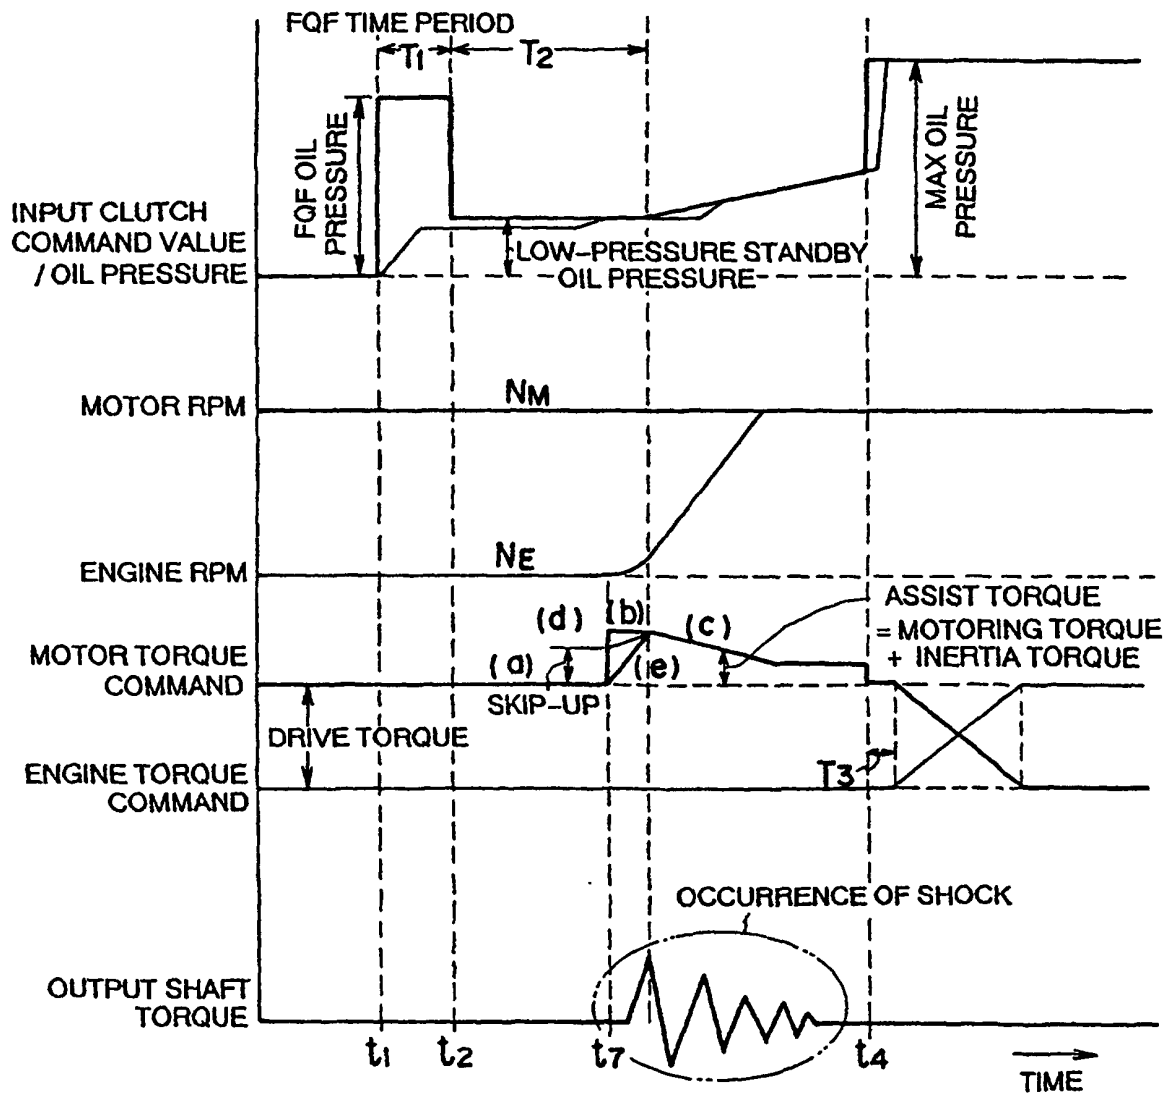 FQF TIME PERIOD
T1
T2
FQF OIL
PRESSURE
MAX OIL
PRESSURE
INPUT CLUTCH
COMMAND VALUE
/ OIL PRESSURE
LOW-PRESSURE STANDBY
OIL PRESSURE
MOTOR RPM
NM
ENGINE RPM
NE
ASSIST TORQUE
= MOTORING TORQUE
+ INERTIA TORQUE
(d)
(b)
(c)
(a)
(e)
MOTOR TORQUE
COMMAND
SKIP-UP
DRIVE TORQUE
ENGINE TORQUE
COMMAND
T3
OCCURRENCE OF SHOCK
OUTPUT SHAFT
TORQUE
t1
t2
t7
t4
TIME